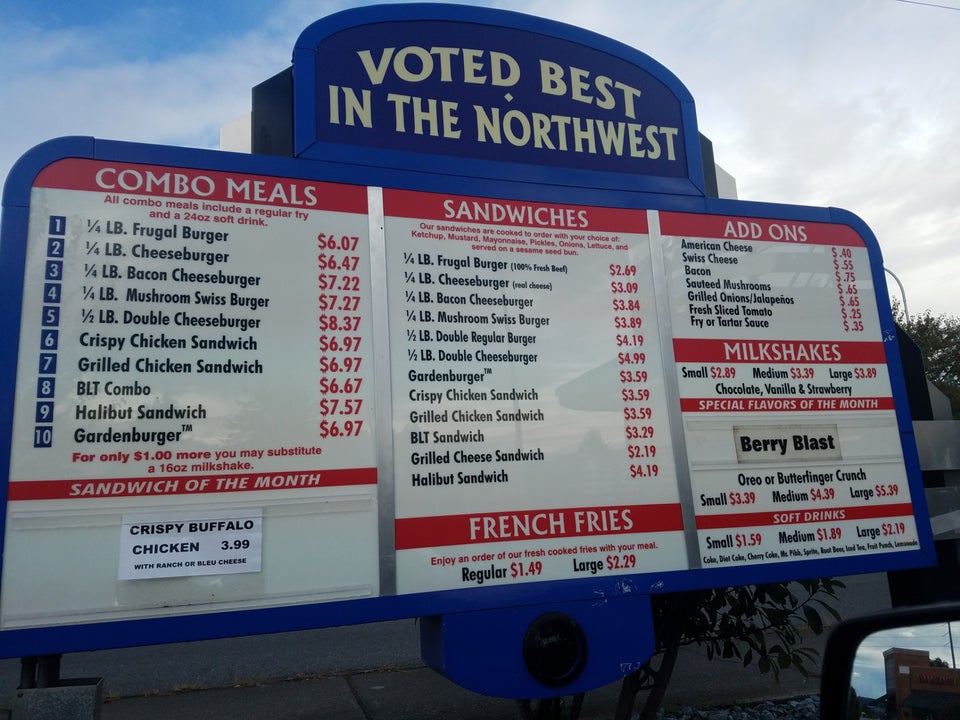 VOTED BEST
IN THE NORTHWEST
COMBO MEALS
All combo meals include a regular fry
and a 24oz soft drink.
1 ¼ LB. Frugal Burger $6.07
2 ¼ LB. Cheeseburger $6.47
3 ¼ LB. Bacon Cheeseburger $7.22
4 ¼ LB. Mushroom Swiss Burger $7.27
5 ½ LB. Double Cheeseburger $8.37
6 Crispy Chicken Sandwich $6.97
7 Grilled Chicken Sandwich $6.97
8 BLT Combo $6.67
9 Halibut Sandwich $7.57
10 Gardenburger™ $6.97
For only $1.00 more you may substitute
a 16oz milkshake.
SANDWICH OF THE MONTH
CRISPY BUFFALO
CHICKEN 3.99
WITH RANCH OR BLEU CHEESE
SANDWICHES
Our sandwiches are cooked to order with your choice of:
Ketchup, Mustard, Mayonnaise, Pickles, Onions, Lettuce, and
served on a sesame seed bun.
¼ LB. Frugal Burger (100% Fresh Beef) $2.69
¼ LB. Cheeseburger (real cheese) $3.09
¼ LB. Bacon Cheeseburger $3.84
¼ LB. Mushroom Swiss Burger $3.89
½ LB. Double Regular Burger $4.19
½ LB. Double Cheeseburger $4.99
Gardenburger™ $3.59
Crispy Chicken Sandwich $3.59
Grilled Chicken Sandwich $3.59
BLT Sandwich $3.29
Grilled Cheese Sandwich $2.19
Halibut Sandwich $4.19
FRENCH FRIES
Enjoy an order of our fresh cooked fries with your meal.
Regular $1.49 Large $2.29
ADD ONS
American Cheese $ .40
Swiss Cheese $ .55
Bacon $ .75
Sauteed Mushrooms $ .65
Grilled Onions/Jalapeños $ .65
Fresh Sliced Tomato $ .25
Fry or Tartar Sauce $ .35
MILKSHAKES
Small $2.89 Medium $3.39 Large $3.89
Chocolate, Vanilla & Strawberry
SPECIAL FLAVORS OF THE MONTH
Berry Blast
Oreo or Butterfinger Crunch
Small $3.39 Medium $4.39 Large $5.39
SOFT DRINKS
Small $1.59 Medium $1.89 Large $2.19
Coke, Diet Coke, Cherry Coke, Mr. Pibb, Sprite, Root Beer, Iced Tea, Fruit Punch, Lemonade